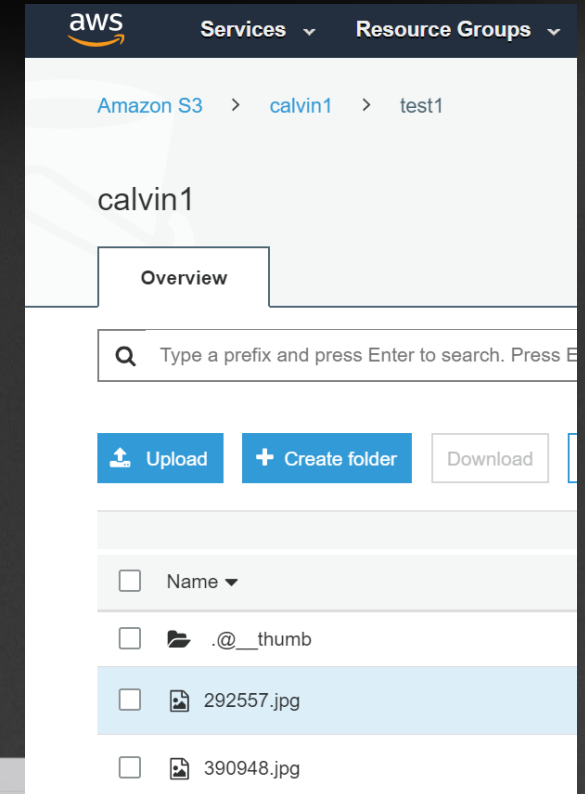 aws Services Resource Groups
Amazon S3 > calvin1 > test1
calvin1
Overview
Type a prefix and press Enter to search. Press E
Upload + Create folder Download
Name
.@__thumb
292557.jpg
390948.jpg